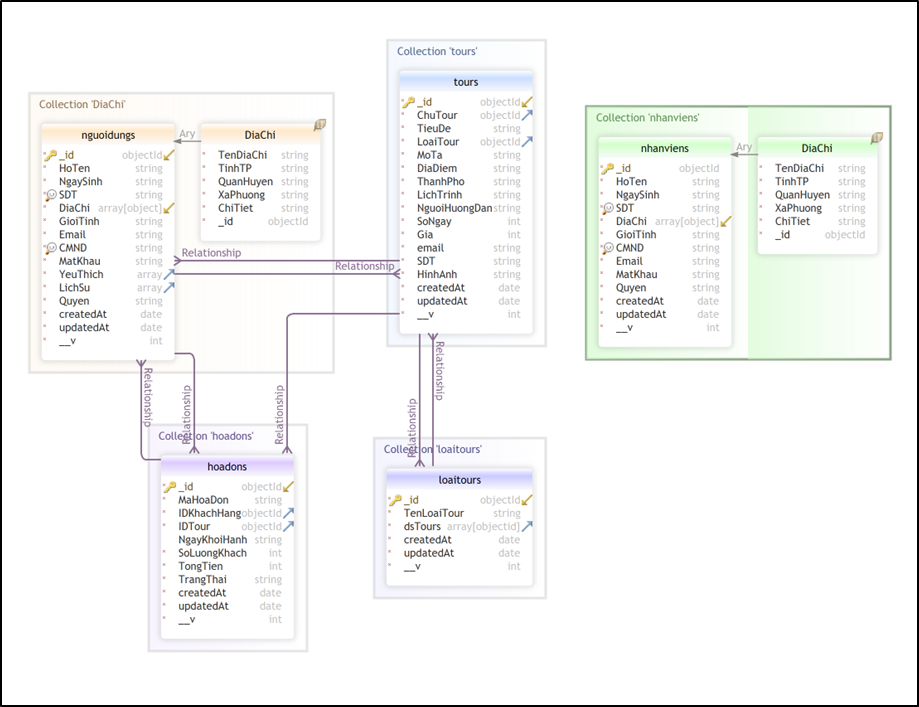 Collection 'tours'
tours
_id objectId
ChuTour objectId
TieuDe string
LoaiTour objectId
MoTa string
DiaDiem string
ThanhPho string
LichTrinh string
NguoiHuongDan string
SoNgay int
Gia int
email string
SDT string
HinhAnh string
createdAt date
updatedAt date
__v int
Collection 'DiaChi'
nguoidungs
_id objectId
HoTen string
NgaySinh string
SDT string
DiaChi array[object]
GioiTinh string
Email string
CMND string
MatKhau string
YeuThich array
LichSu array
Quyen string
createdAt date
updatedAt date
__v int
Ary
DiaChi
TenDiaChi string
TinhTP string
QuanHuyen string
XaPhuong string
ChiTiet string
_id objectId
Collection 'nhanviens'
nhanviens
_id objectId
HoTen string
NgaySinh string
SDT string
DiaChi array[object]
GioiTinh string
CMND string
Email string
MatKhau string
Quyen string
createdAt date
updatedAt date
__v int
Ary
DiaChi
TenDiaChi string
TinhTP string
QuanHuyen string
XaPhuong string
ChiTiet string
_id objectId
Relationship
Relationship
Relationship
Relationship
Relationship
Relationship
Relationship
Collection 'hoadons'
hoadons
_id objectId
MaHoaDon string
IDKhachHang objectId
IDTour objectId
NgayKhoiHanh string
SoLuongKhach int
TongTien int
TrangThai string
createdAt date
updatedAt date
__v int
Collection 'loaitours'
loaitours
_id objectId
TenLoaiTour string
dsTours array[objectid]
createdAt date
updatedAt date
__v int